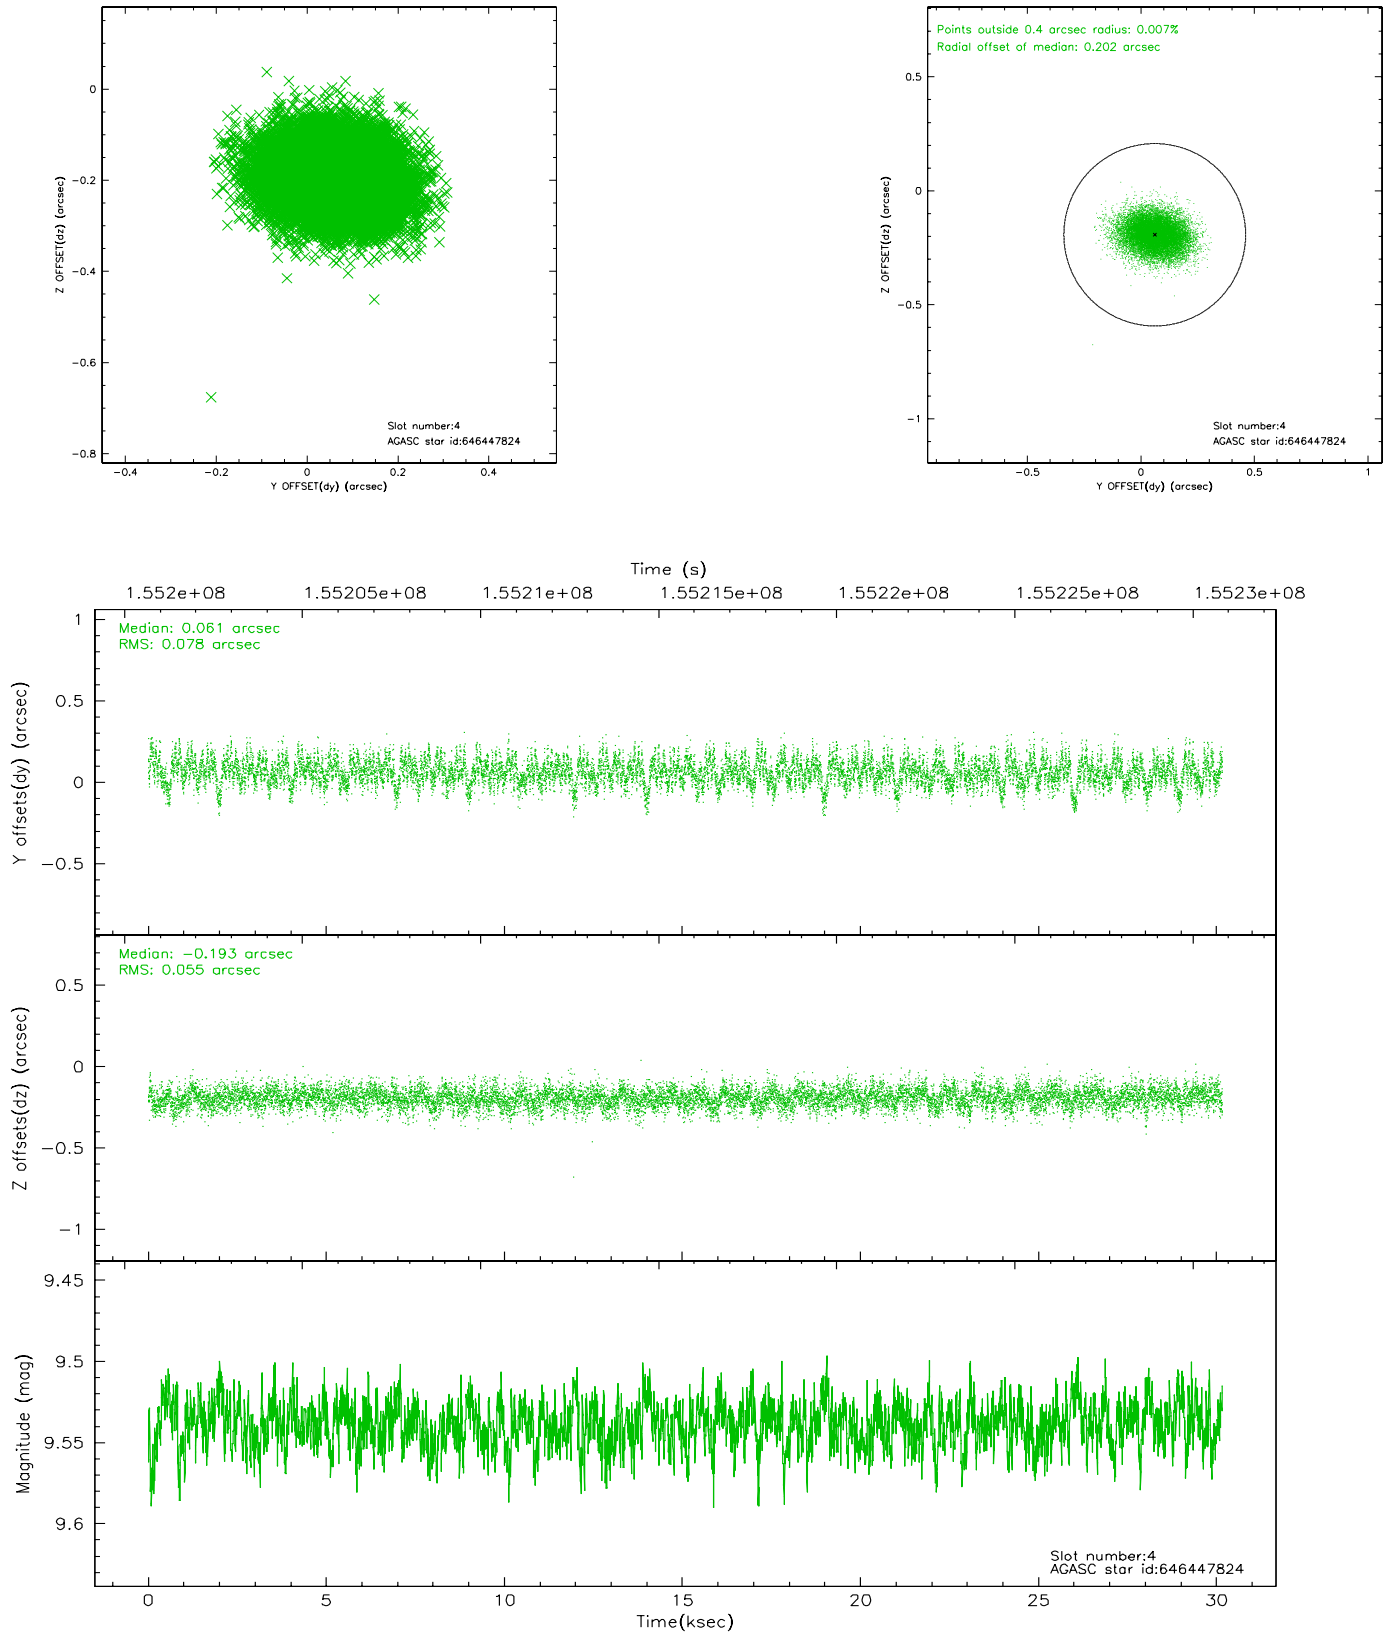 0
−0.2
−0.4
−0.6
−0.8
Z OFFSET(dz) (arcsec)
−0.4 −0.2 0 0.2 0.4
Y OFFSET(dy) (arcsec)
Slot number:4
AGASC star id:646447824
Points outside 0.4 arcsec radius: 0.007%
Radial offset of median: 0.202 arcsec
0.5
0
−0.5
−1
Z OFFSET(dz) (arcsec)
−0.5 0 0.5 1
Y OFFSET(dy) (arcsec)
Slot number:4
AGASC star id:646447824
Time (s)
1.552e+08 1.55205e+08 1.5521e+08 1.55215e+08 1.5522e+08 1.55225e+08 1.5523e+08
Median: 0.061 arcsec
RMS: 0.078 arcsec
1
0.5
0
−0.5
Y offsets(dy) (arcsec)
Median: −0.193 arcsec
RMS: 0.055 arcsec
0.5
0
−0.5
−1
Z offsets(dz) (arcsec)
9.45
9.5
9.55
9.6
Magnitude (mag)
Slot number:4
AGASC star id:646447824
0 5 10 15 20 25 30
Time(ksec)